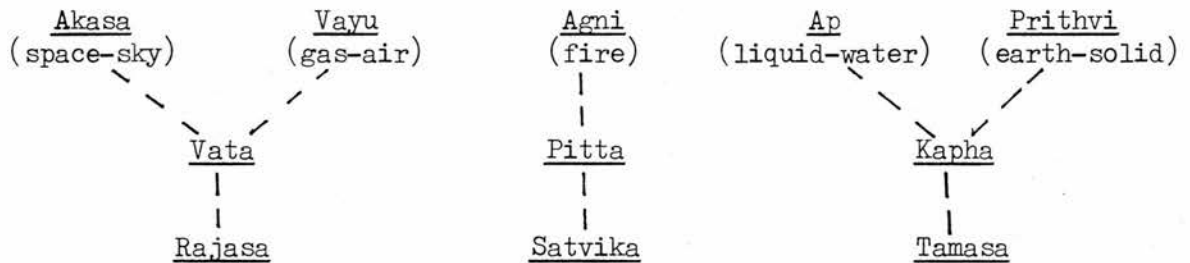 Akasa Vayu Agni Ap Prithvi
(space-sky) (gas-air) (fire) (liquid-water) (earth-solid)
Vata Pitta Kapha
Rajasa Satvika Tamasa